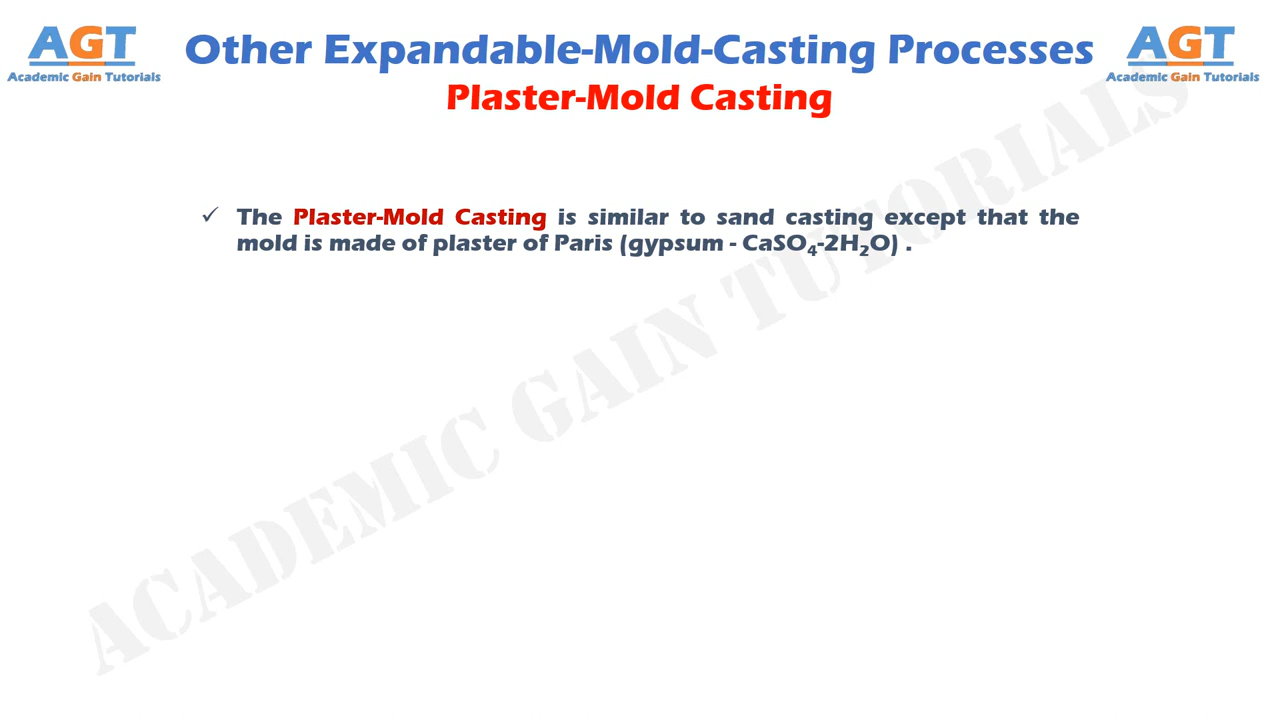 AGT
Academic Gain Tutorials
Other Expandable-Mold-Casting Processes
Plaster-Mold Casting
AGT
Academic Gain Tutorials
✓ The Plaster-Mold Casting is similar to sand casting except that the
mold is made of plaster of Paris (gypsum - CaSO₄-2H₂O) .
ACADEMIC GAIN TUTORIALS